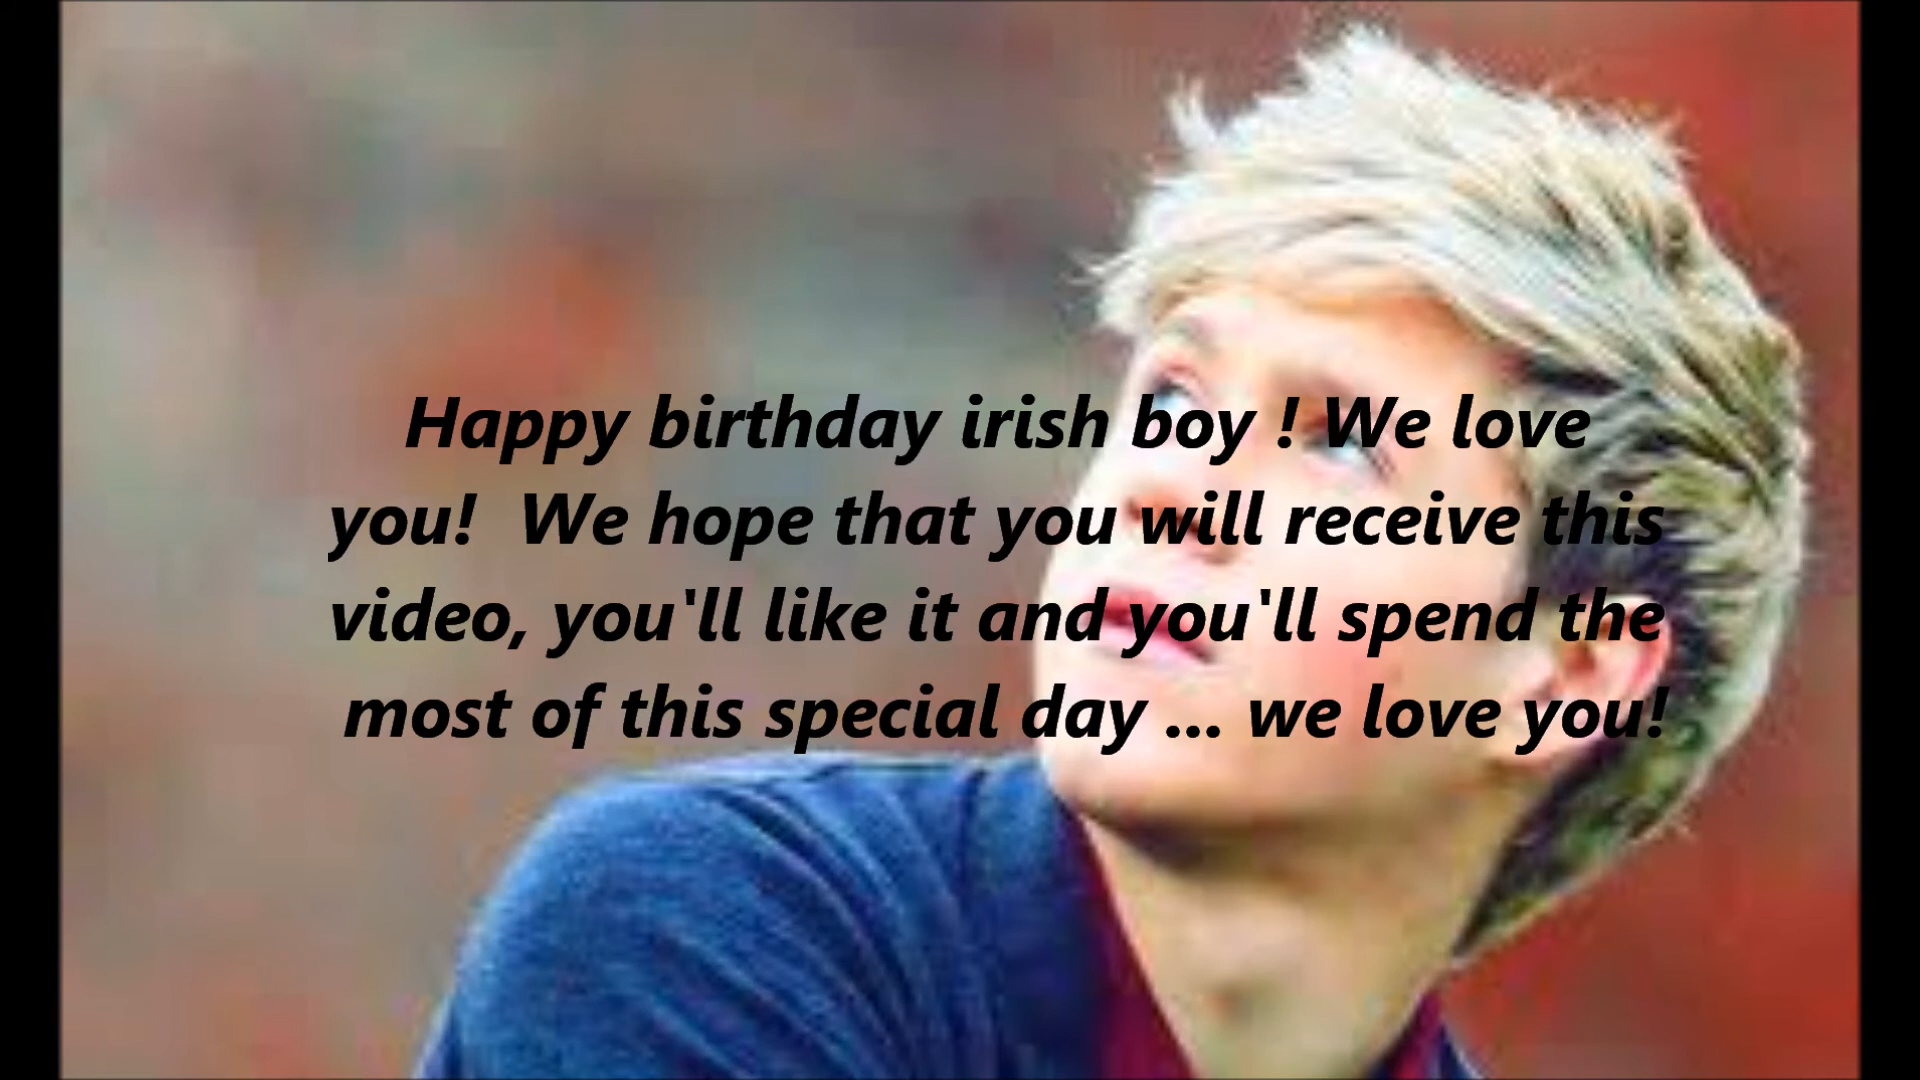 Happy birthday irish boy ! We love
you!  We hope that you will receive this
video, you'll like it and you'll spend the
most of this special day ... we love you!